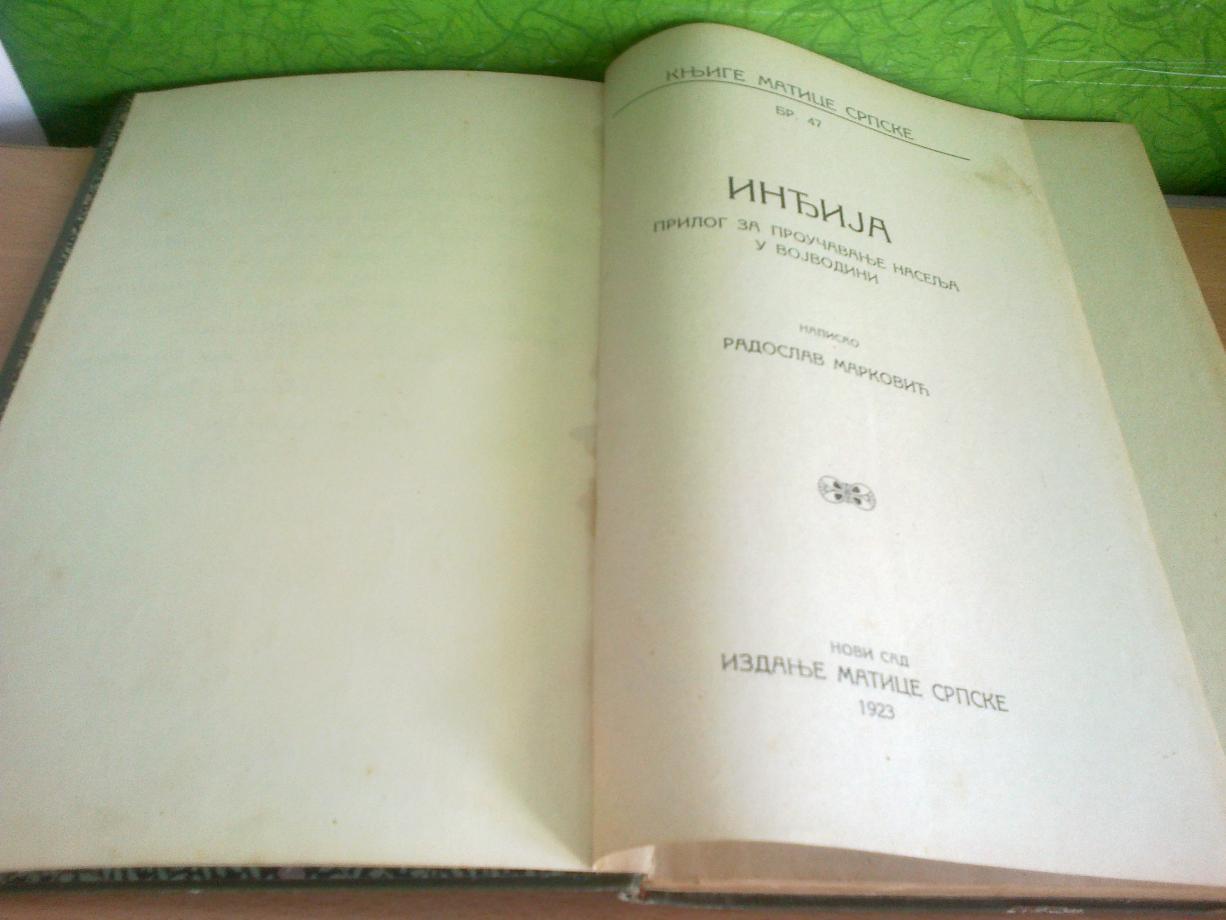 КЊИГЕ МАТИЦЕ СРПСКЕ
БР. 47
ИНЂИЈА
ПРИЛОГ ЗА ПРОУЧАВАЊЕ НАСЕЉА
У ВОЈВОДИНИ
НАПИСАО
РАДОСЛАВ МАРКОВИЋ
НОВИ САД
ИЗДАЊЕ МАТИЦЕ СРПСКЕ
1923